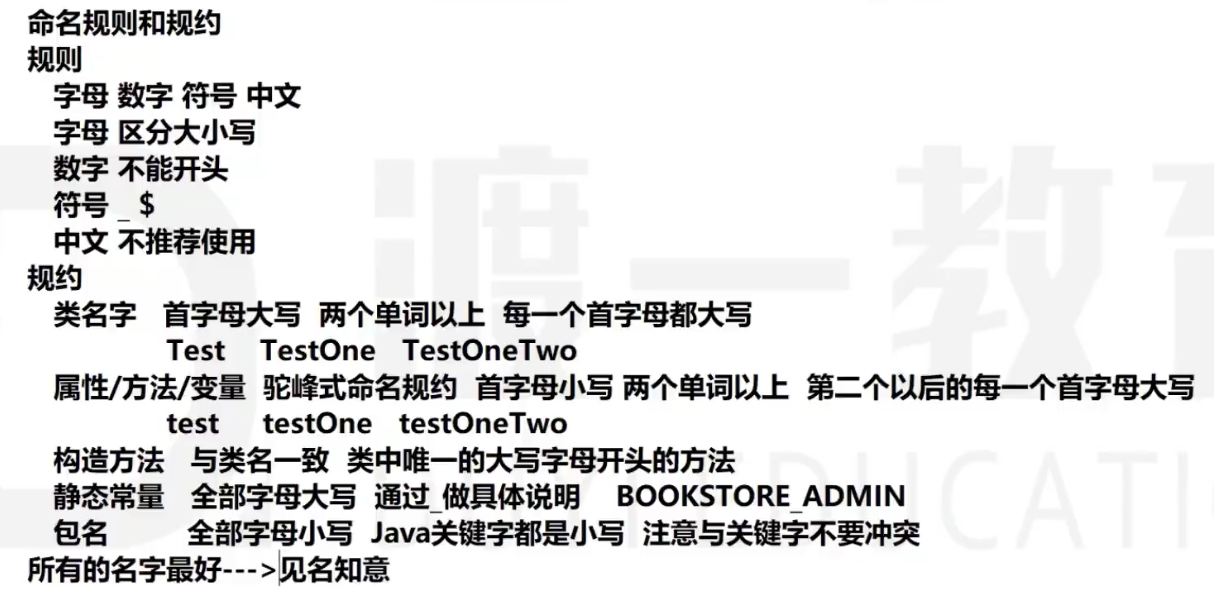 命名规则和规约
规则
字母 数字 符号 中文
字母 区分大小写
数字 不能开头
符号 _ $
中文 不推荐使用
规约
类名字 首字母大写 两个单词以上 每一个首字母都大写
Test TestOne TestOneTwo
属性/方法/变量 驼峰式命名规约 首字母小写 两个单词以上 第二个以后的每一个首字母大写
test testOne testOneTwo
构造方法 与类名一致 类中唯一的大写字母开头的方法
静态常量 全部字母大写 通过_做具体说明 BOOKSTORE_ADMIN
包名 全部字母小写 Java关键字都是小写 注意与关键字不要冲突
所有的名字最好--->见名知意
渡一教